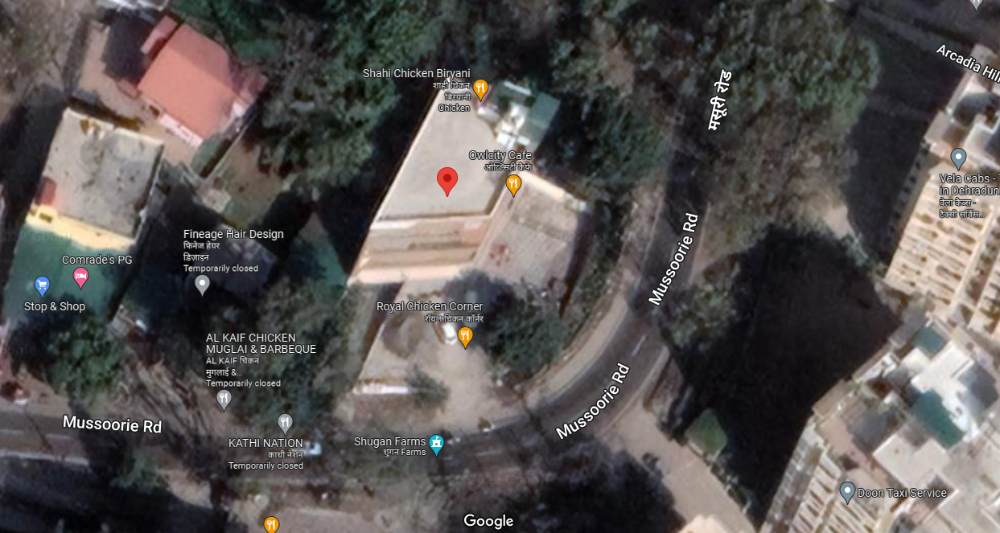 Arcadia Hil
Shahi Chicken Biryani
शाही चिकन
बिरयानी
Chicken
मसूरी रोड
Owlcity Cafe
ओव्ल्सिटी कैफे
Vela Cabs - T
in Dehradun
वेला केब्स -
टैक्सी सर्विस...
Fineage Hair Design
फिनेज हेयर
डिज़ाइन
Temporarily closed
Mussoorie Rd
Comrade's PG
Stop & Shop
Royal Chicken Corner
रॉयल चिकन कॉर्नर
AL KAIF CHICKEN
MUGLAI & BARBEQUE
AL KAIF चिकन
मुगलाई &...
Temporarily closed
Mussoorie Rd
Mussoorie Rd
KATHI NATION
काथी नेशन
Temporarily closed
Shugan Farms
शुगन Farms
Doon Taxi Service
Google